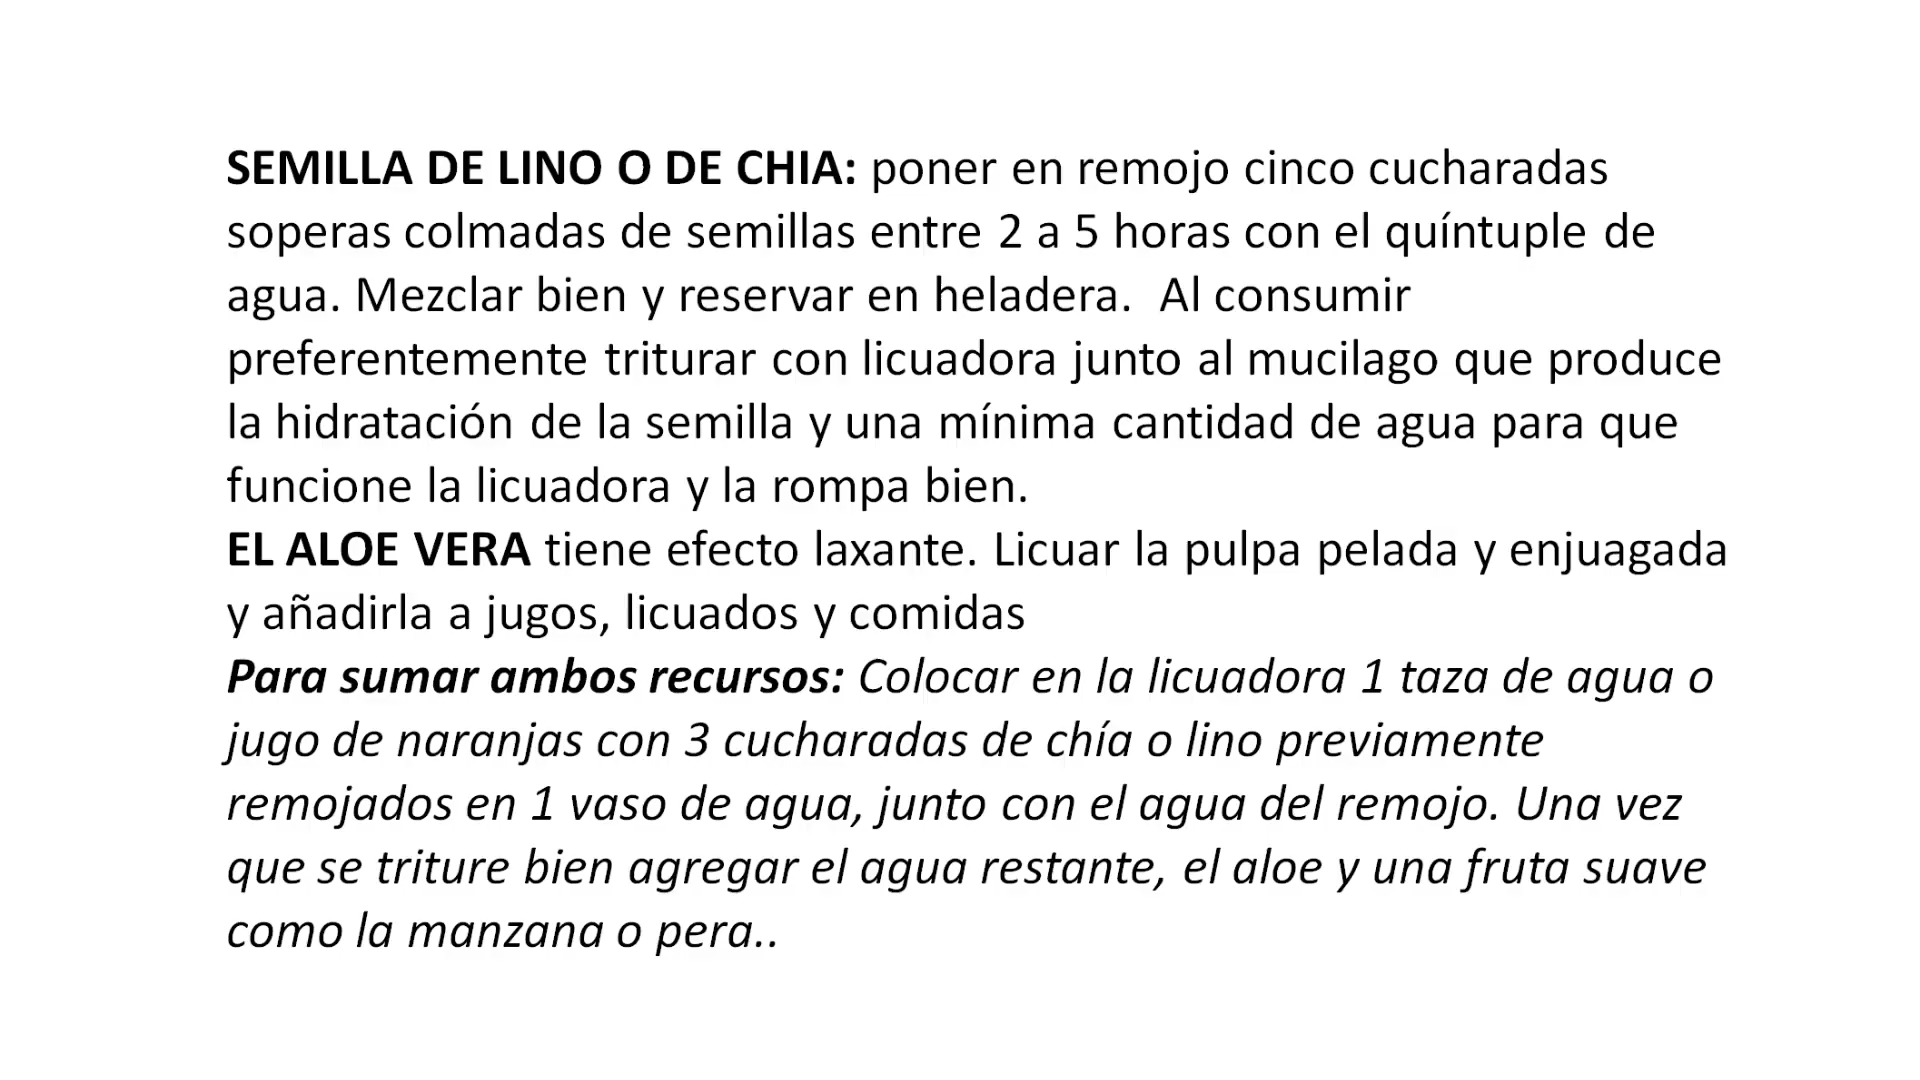 SEMILLA DE LINO O DE CHIA: poner en remojo cinco cucharadas
soperas colmadas de semillas entre 2 a 5 horas con el quíntuple de
agua. Mezclar bien y reservar en heladera.  Al consumir
preferentemente triturar con licuadora junto al mucilago que produce
la hidratación de la semilla y una mínima cantidad de agua para que
funcione la licuadora y la rompa bien.
EL ALOE VERA tiene efecto laxante. Licuar la pulpa pelada y enjuagada
y añadirla a jugos, licuados y comidas
Para sumar ambos recursos: Colocar en la licuadora 1 taza de agua o
jugo de naranjas con 3 cucharadas de chía o lino previamente
remojados en 1 vaso de agua, junto con el agua del remojo. Una vez
que se triture bien agregar el agua restante, el aloe y una fruta suave
como la manzana o pera..